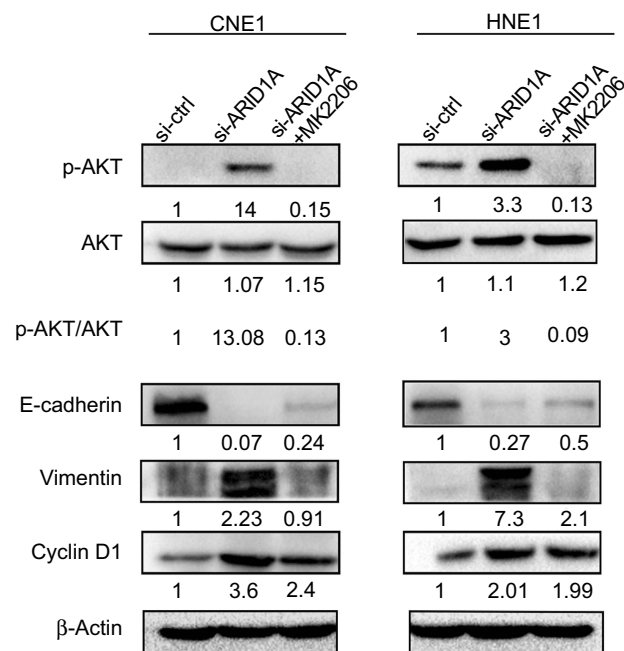 CNE1 HNE1
si-ctrl si-ARID1A si-ARID1A +MK2206 si-ctrl si-ARID1A si-ARID1A +MK2206
p-AKT
1 14 0.15 1 3.3 0.13
AKT
1 1.07 1.15 1 1.1 1.2
p-AKT/AKT 1 13.08 0.13 1 3 0.09
E-cadherin
1 0.07 0.24 1 0.27 0.5
Vimentin
1 2.23 0.91 1 7.3 2.1
Cyclin D1
1 3.6 2.4 1 2.01 1.99
β-Actin